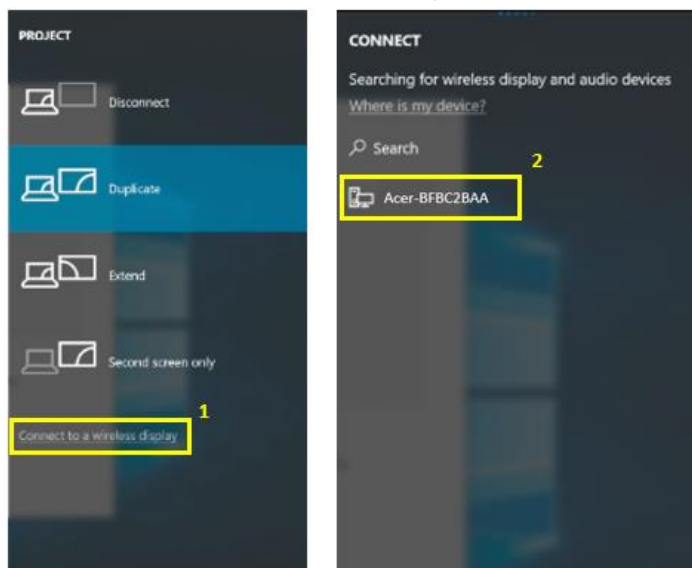 PROJECT
Disconnect
Duplicate
Extend
Second screen only
1
Connect to a wireless display
CONNECT
Searching for wireless display and audio devices
Where is my device?
Search
2
Acer-BFBC2BAA